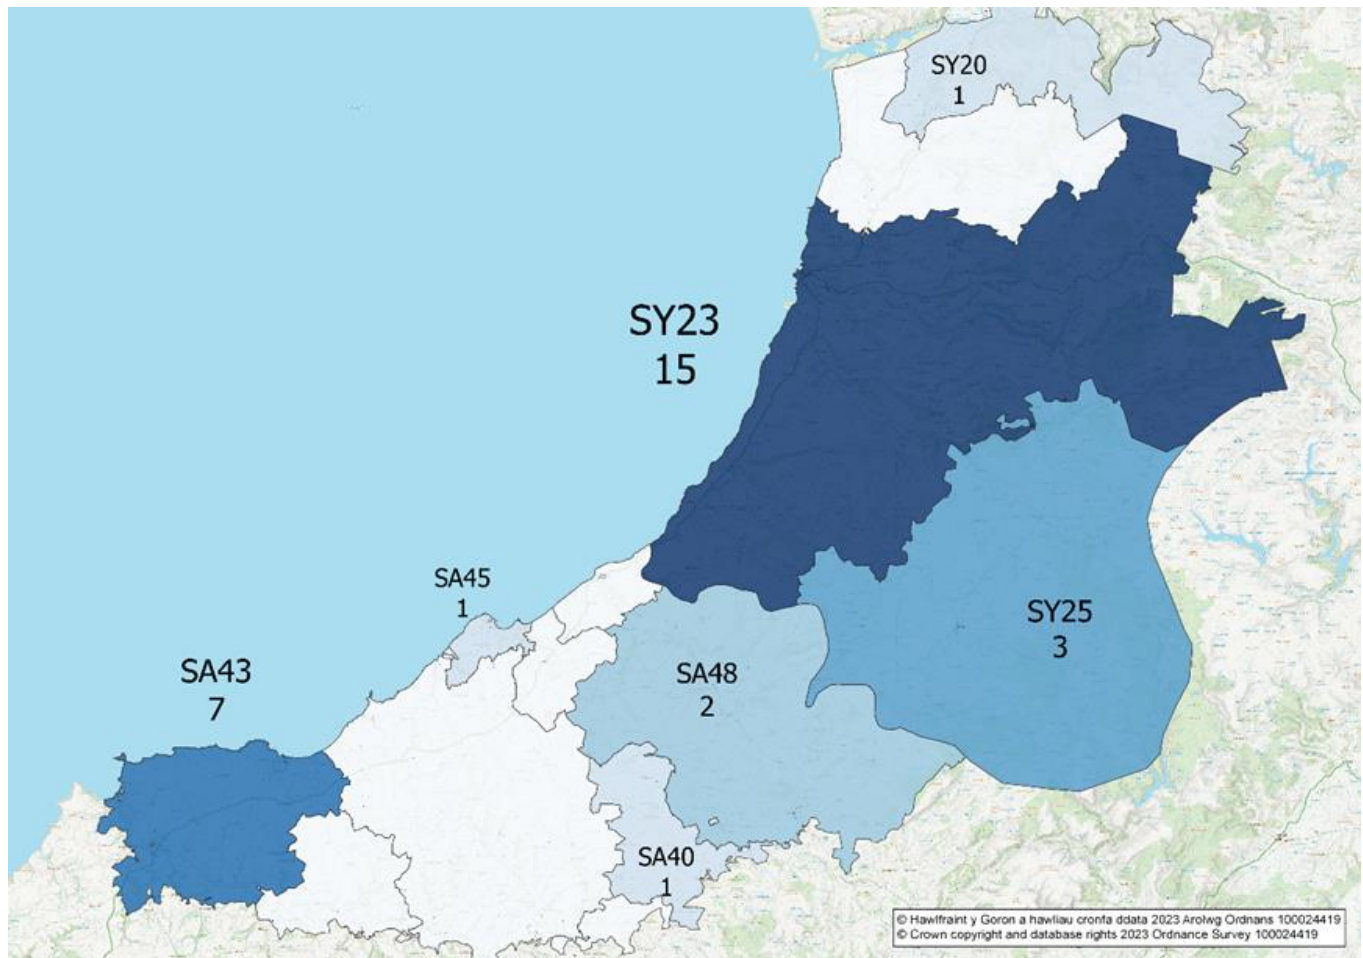 SY20
1
SY23
15
SA45
1
SY25
3
SA43
7
SA48
2
SA40
1
© Hawlfraint y Goron a hawliau cronfa ddata 2023 Arolwg Ordnans 100024419
© Crown copyright and database rights 2023 Ordnance Survey 100024419